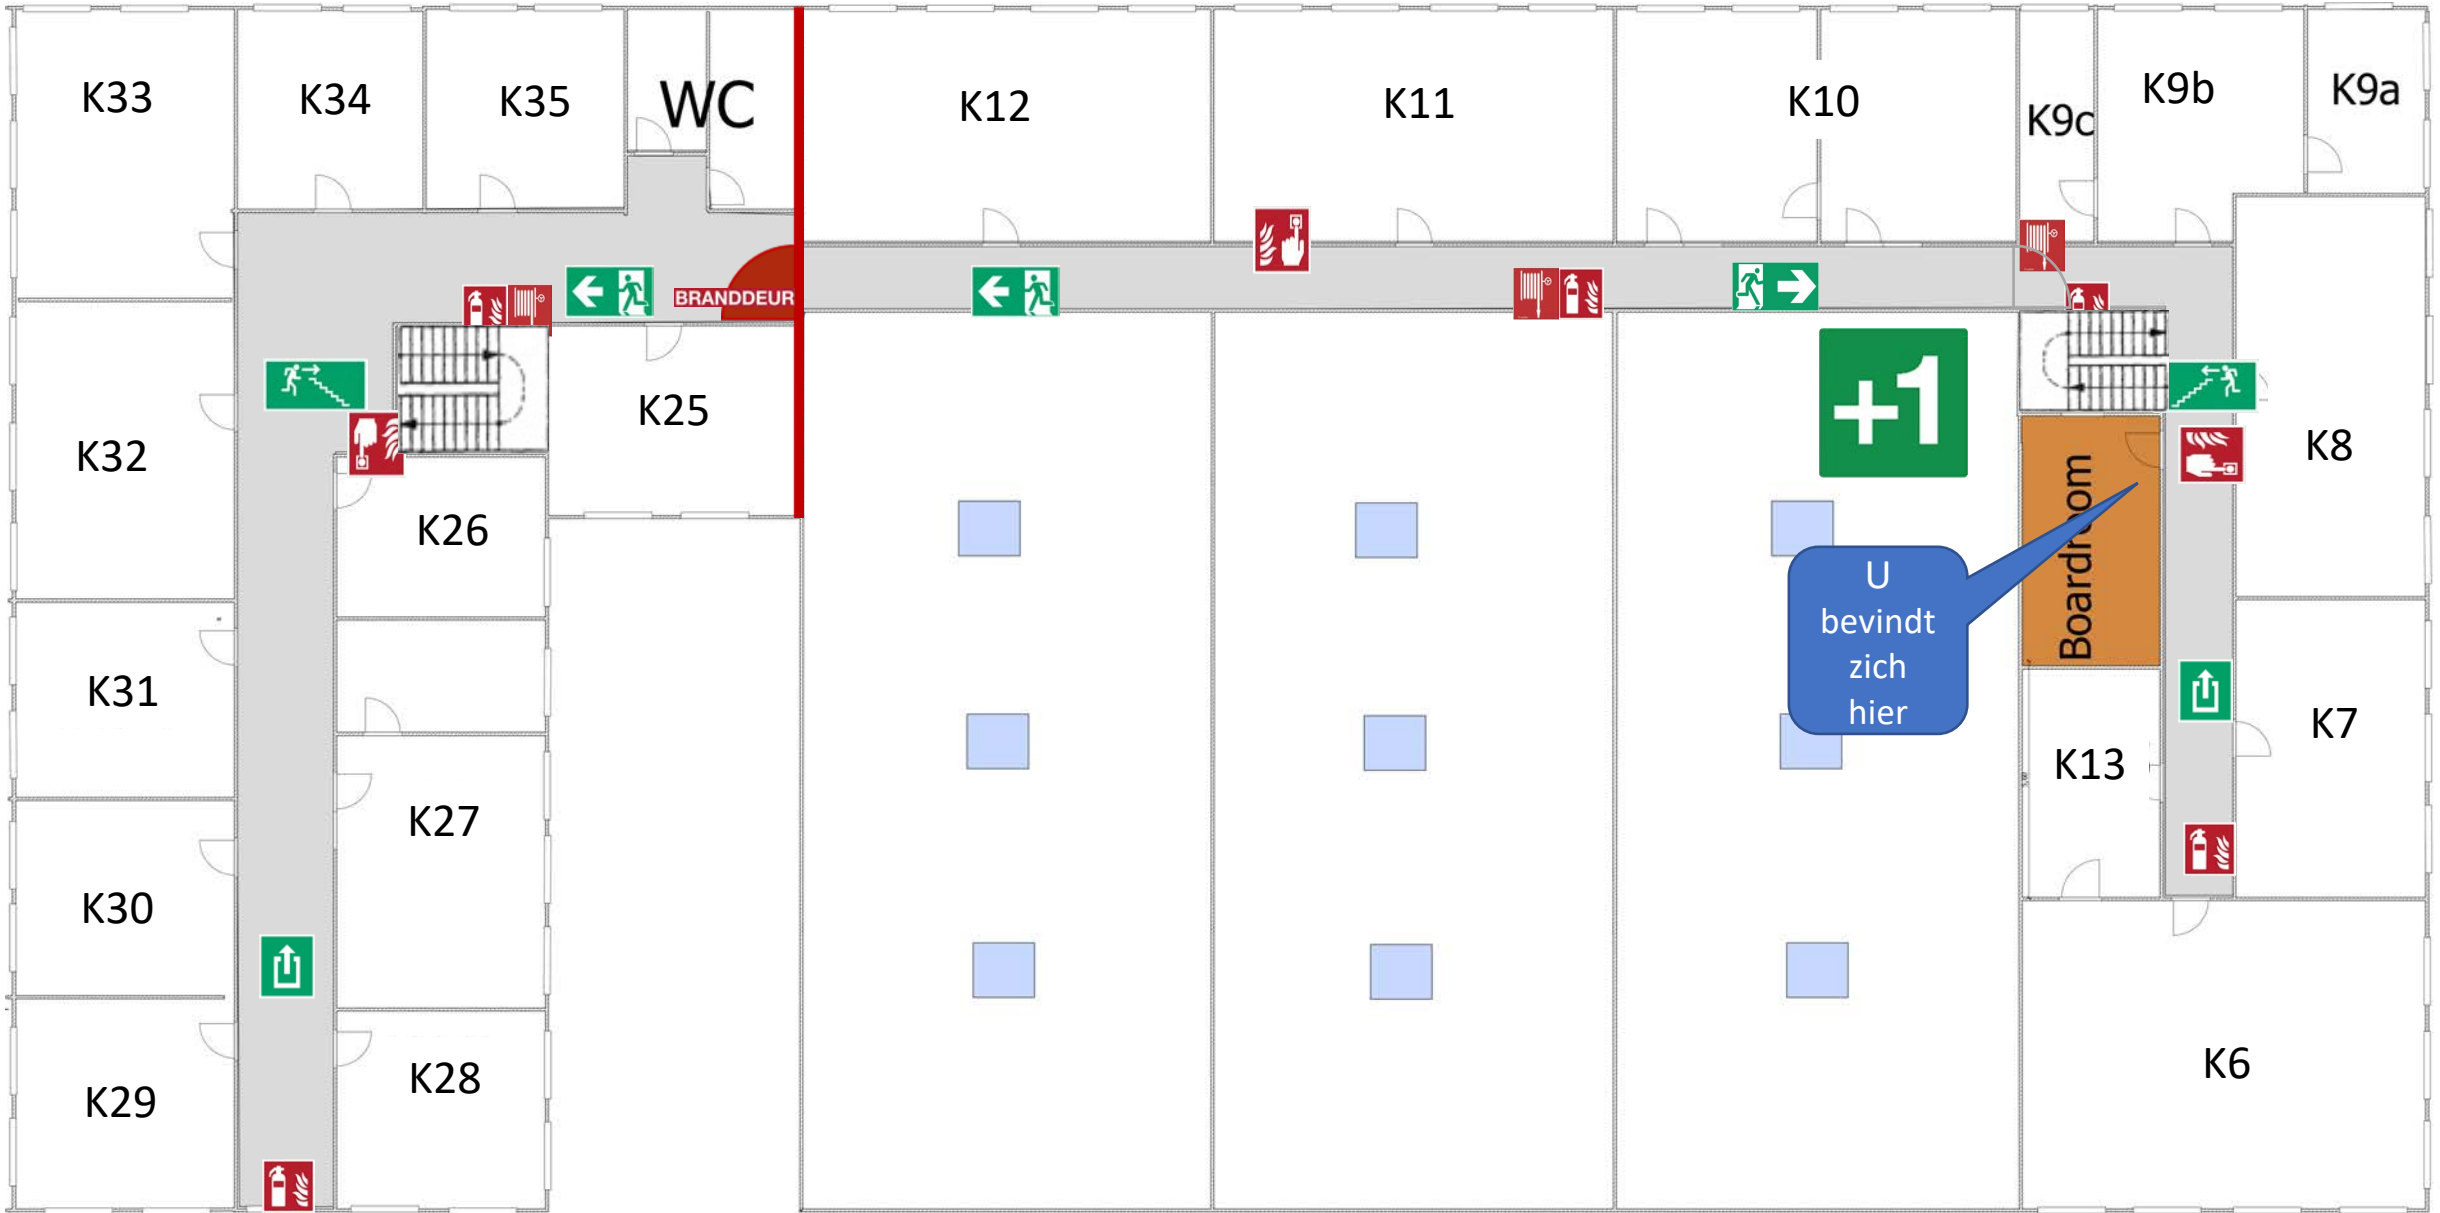 K33
K34
K35
WC
K12
K11
K10
K9c
K9b
K9a
BRANDDEUR
K25
+1
K32
K26
K8
Boardroom
U
bevindt
zich
hier
K31
K7
K13
K27
K30
K6
K29
K28